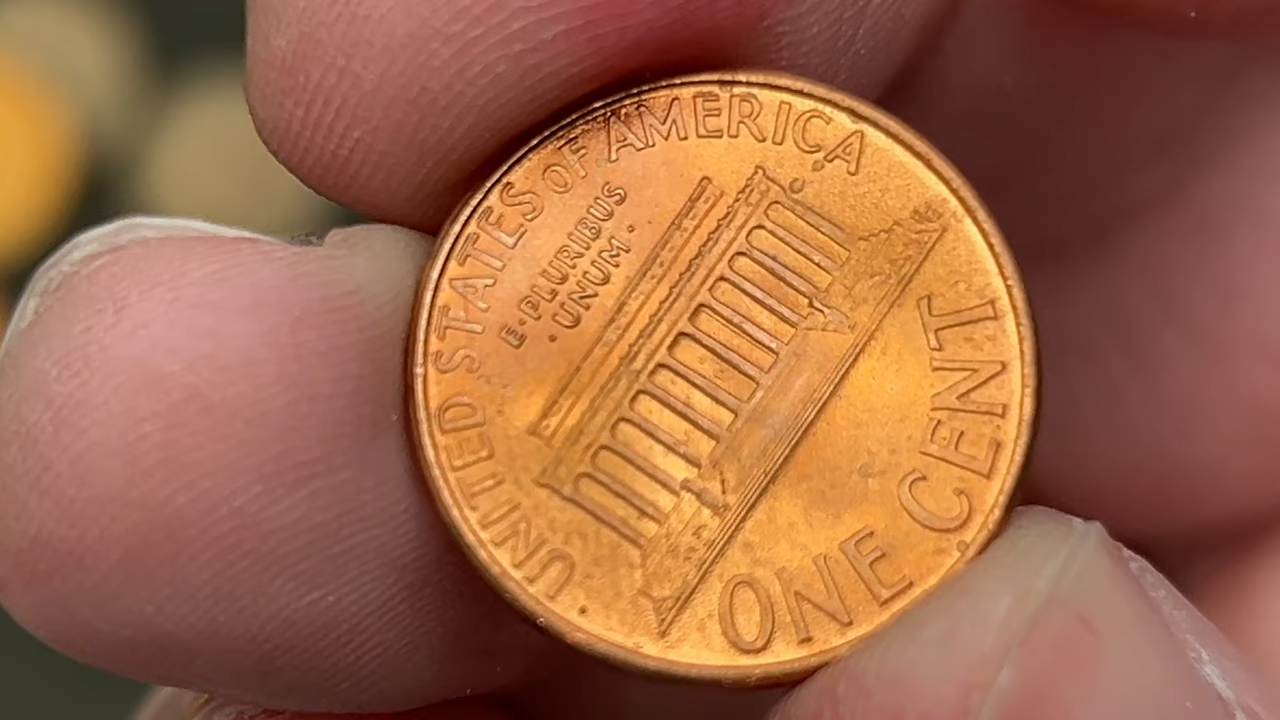 UNITED STATES OF AMERICA
E·PLURIBUS
·UNUM·
ONE CENT